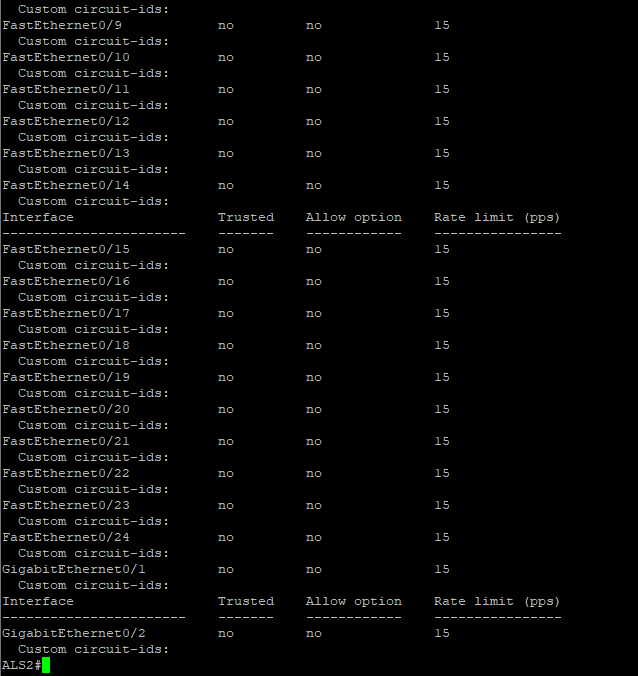 Custom circuit-ids:
FastEthernet0/9            no         no              15
  Custom circuit-ids:
FastEthernet0/10           no         no              15
  Custom circuit-ids:
FastEthernet0/11           no         no              15
  Custom circuit-ids:
FastEthernet0/12           no         no              15
  Custom circuit-ids:
FastEthernet0/13           no         no              15
  Custom circuit-ids:
FastEthernet0/14           no         no              15
  Custom circuit-ids:
Interface                  Trusted    Allow option    Rate limit (pps)
-----------------------    -------    ------------    ----------------
FastEthernet0/15           no         no              15
  Custom circuit-ids:
FastEthernet0/16           no         no              15
  Custom circuit-ids:
FastEthernet0/17           no         no              15
  Custom circuit-ids:
FastEthernet0/18           no         no              15
  Custom circuit-ids:
FastEthernet0/19           no         no              15
  Custom circuit-ids:
FastEthernet0/20           no         no              15
  Custom circuit-ids:
FastEthernet0/21           no         no              15
  Custom circuit-ids:
FastEthernet0/22           no         no              15
  Custom circuit-ids:
FastEthernet0/23           no         no              15
  Custom circuit-ids:
FastEthernet0/24           no         no              15
  Custom circuit-ids:
GigabitEthernet0/1         no         no              15
  Custom circuit-ids:
Interface                  Trusted    Allow option    Rate limit (pps)
-----------------------    -------    ------------    ----------------
GigabitEthernet0/2         no         no              15
  Custom circuit-ids:
ALS2#